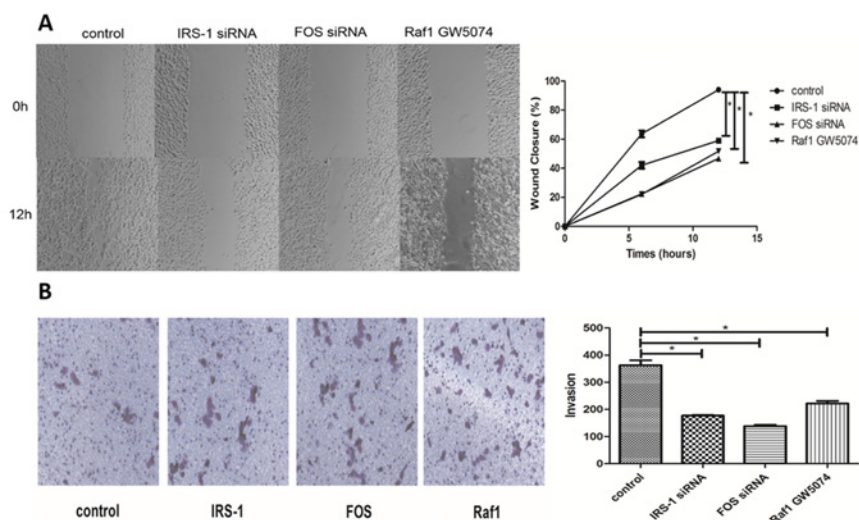 A
control IRS-1 siRNA FOS siRNA Raf1 GW5074
0h
12h
Wound Closure (%)
100
80
60
40
20
0
0 5 10 15
Times (hours)
control
IRS-1 siRNA
FOS siRNA
Raf1 GW5074
* * *
B
control IRS-1 FOS Raf1
Invasion
500
400
300
200
100
0
*
*
*
control
IRS-1 siRNA
FOS siRNA
Raf1 GW5074